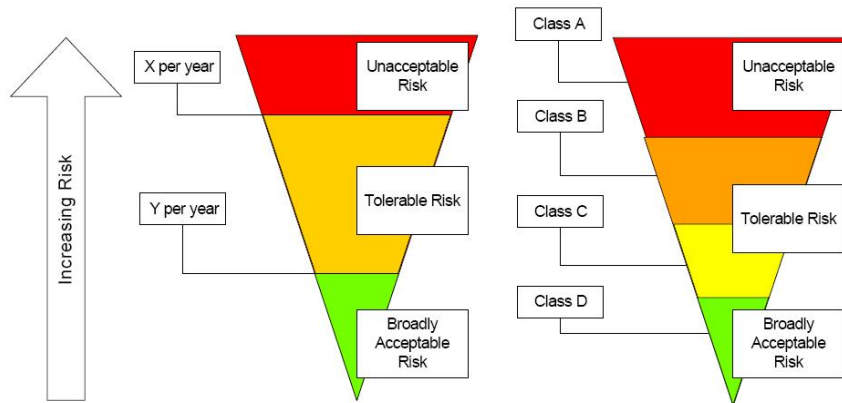 Increasing Risk
X per year
Y per year
Unacceptable
Risk
Tolerable Risk
Broadly
Acceptable
Risk
Class A
Class B
Class C
Class D
Unacceptable
Risk
Tolerable Risk
Broadly
Acceptable
Risk